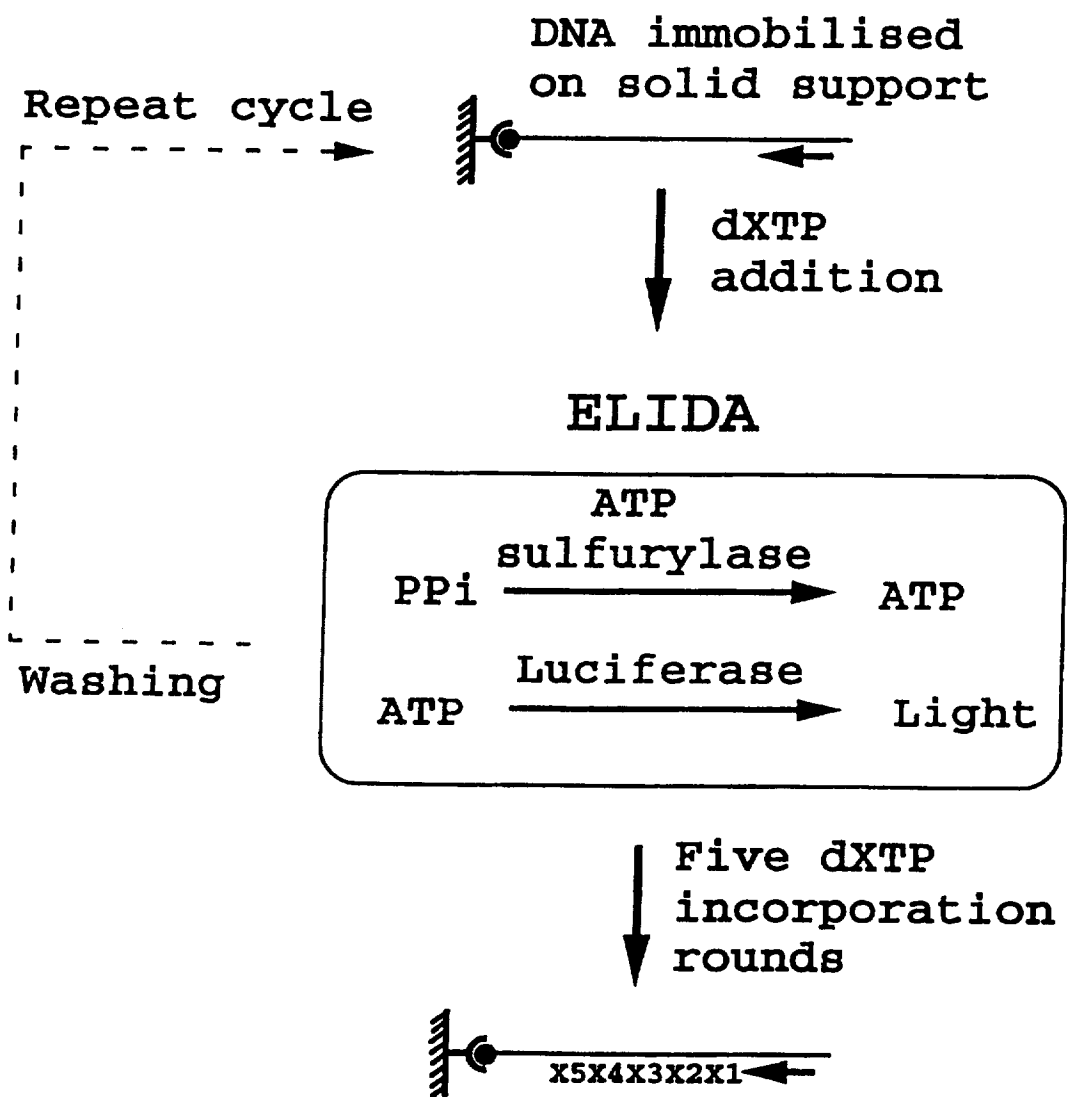 DNA immobilised
on solid support
Repeat cycle
dXTP
addition
ELIDA
ATP
sulfurylase
PPi
ATP
Washing
Luciferase
ATP
Light
Five dXTP
incorporation
rounds
X5X4X3X2X1